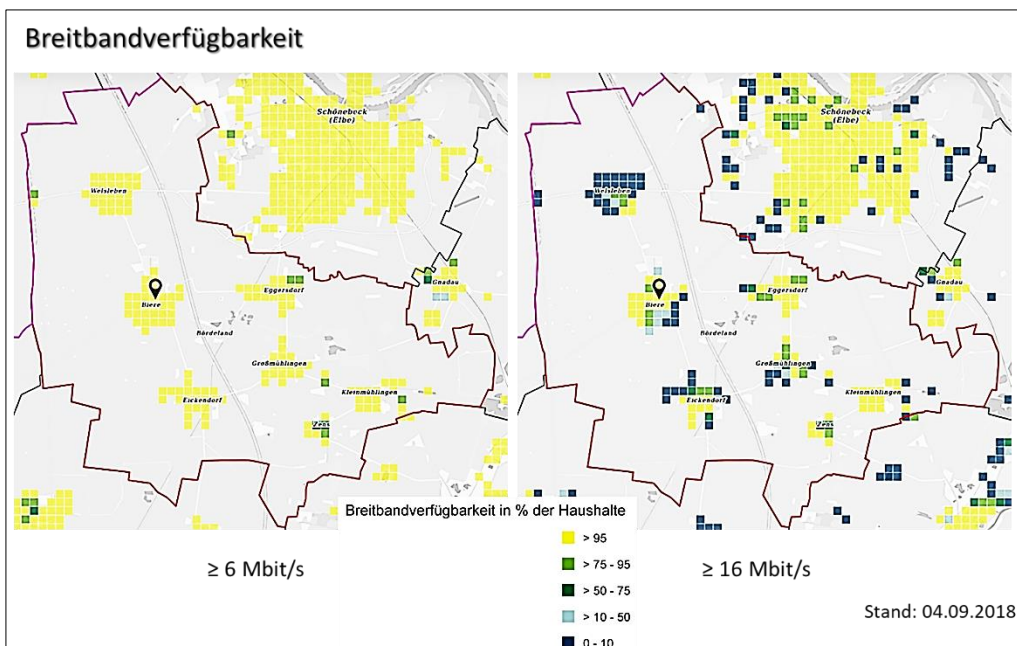 Breitbandverfügbarkeit
Schönebeck
(Elbe)
Welsleben
Biere
Eggersdorf
Gnadau
Bördeland
Großmühlingen
Eickendorf
Kleinmühlingen
Zens
Schönebeck
(Elbe)
Welsleben
Biere
Eggersdorf
Gnadau
Bördeland
Großmühlingen
Eickendorf
Kleinmühlingen
Zens
Breitbandverfügbarkeit in % der Haushalte
> 95
> 75 - 95
> 50 - 75
> 10 - 50
0 - 10
≥ 6 Mbit/s
≥ 16 Mbit/s
Stand: 04.09.2018